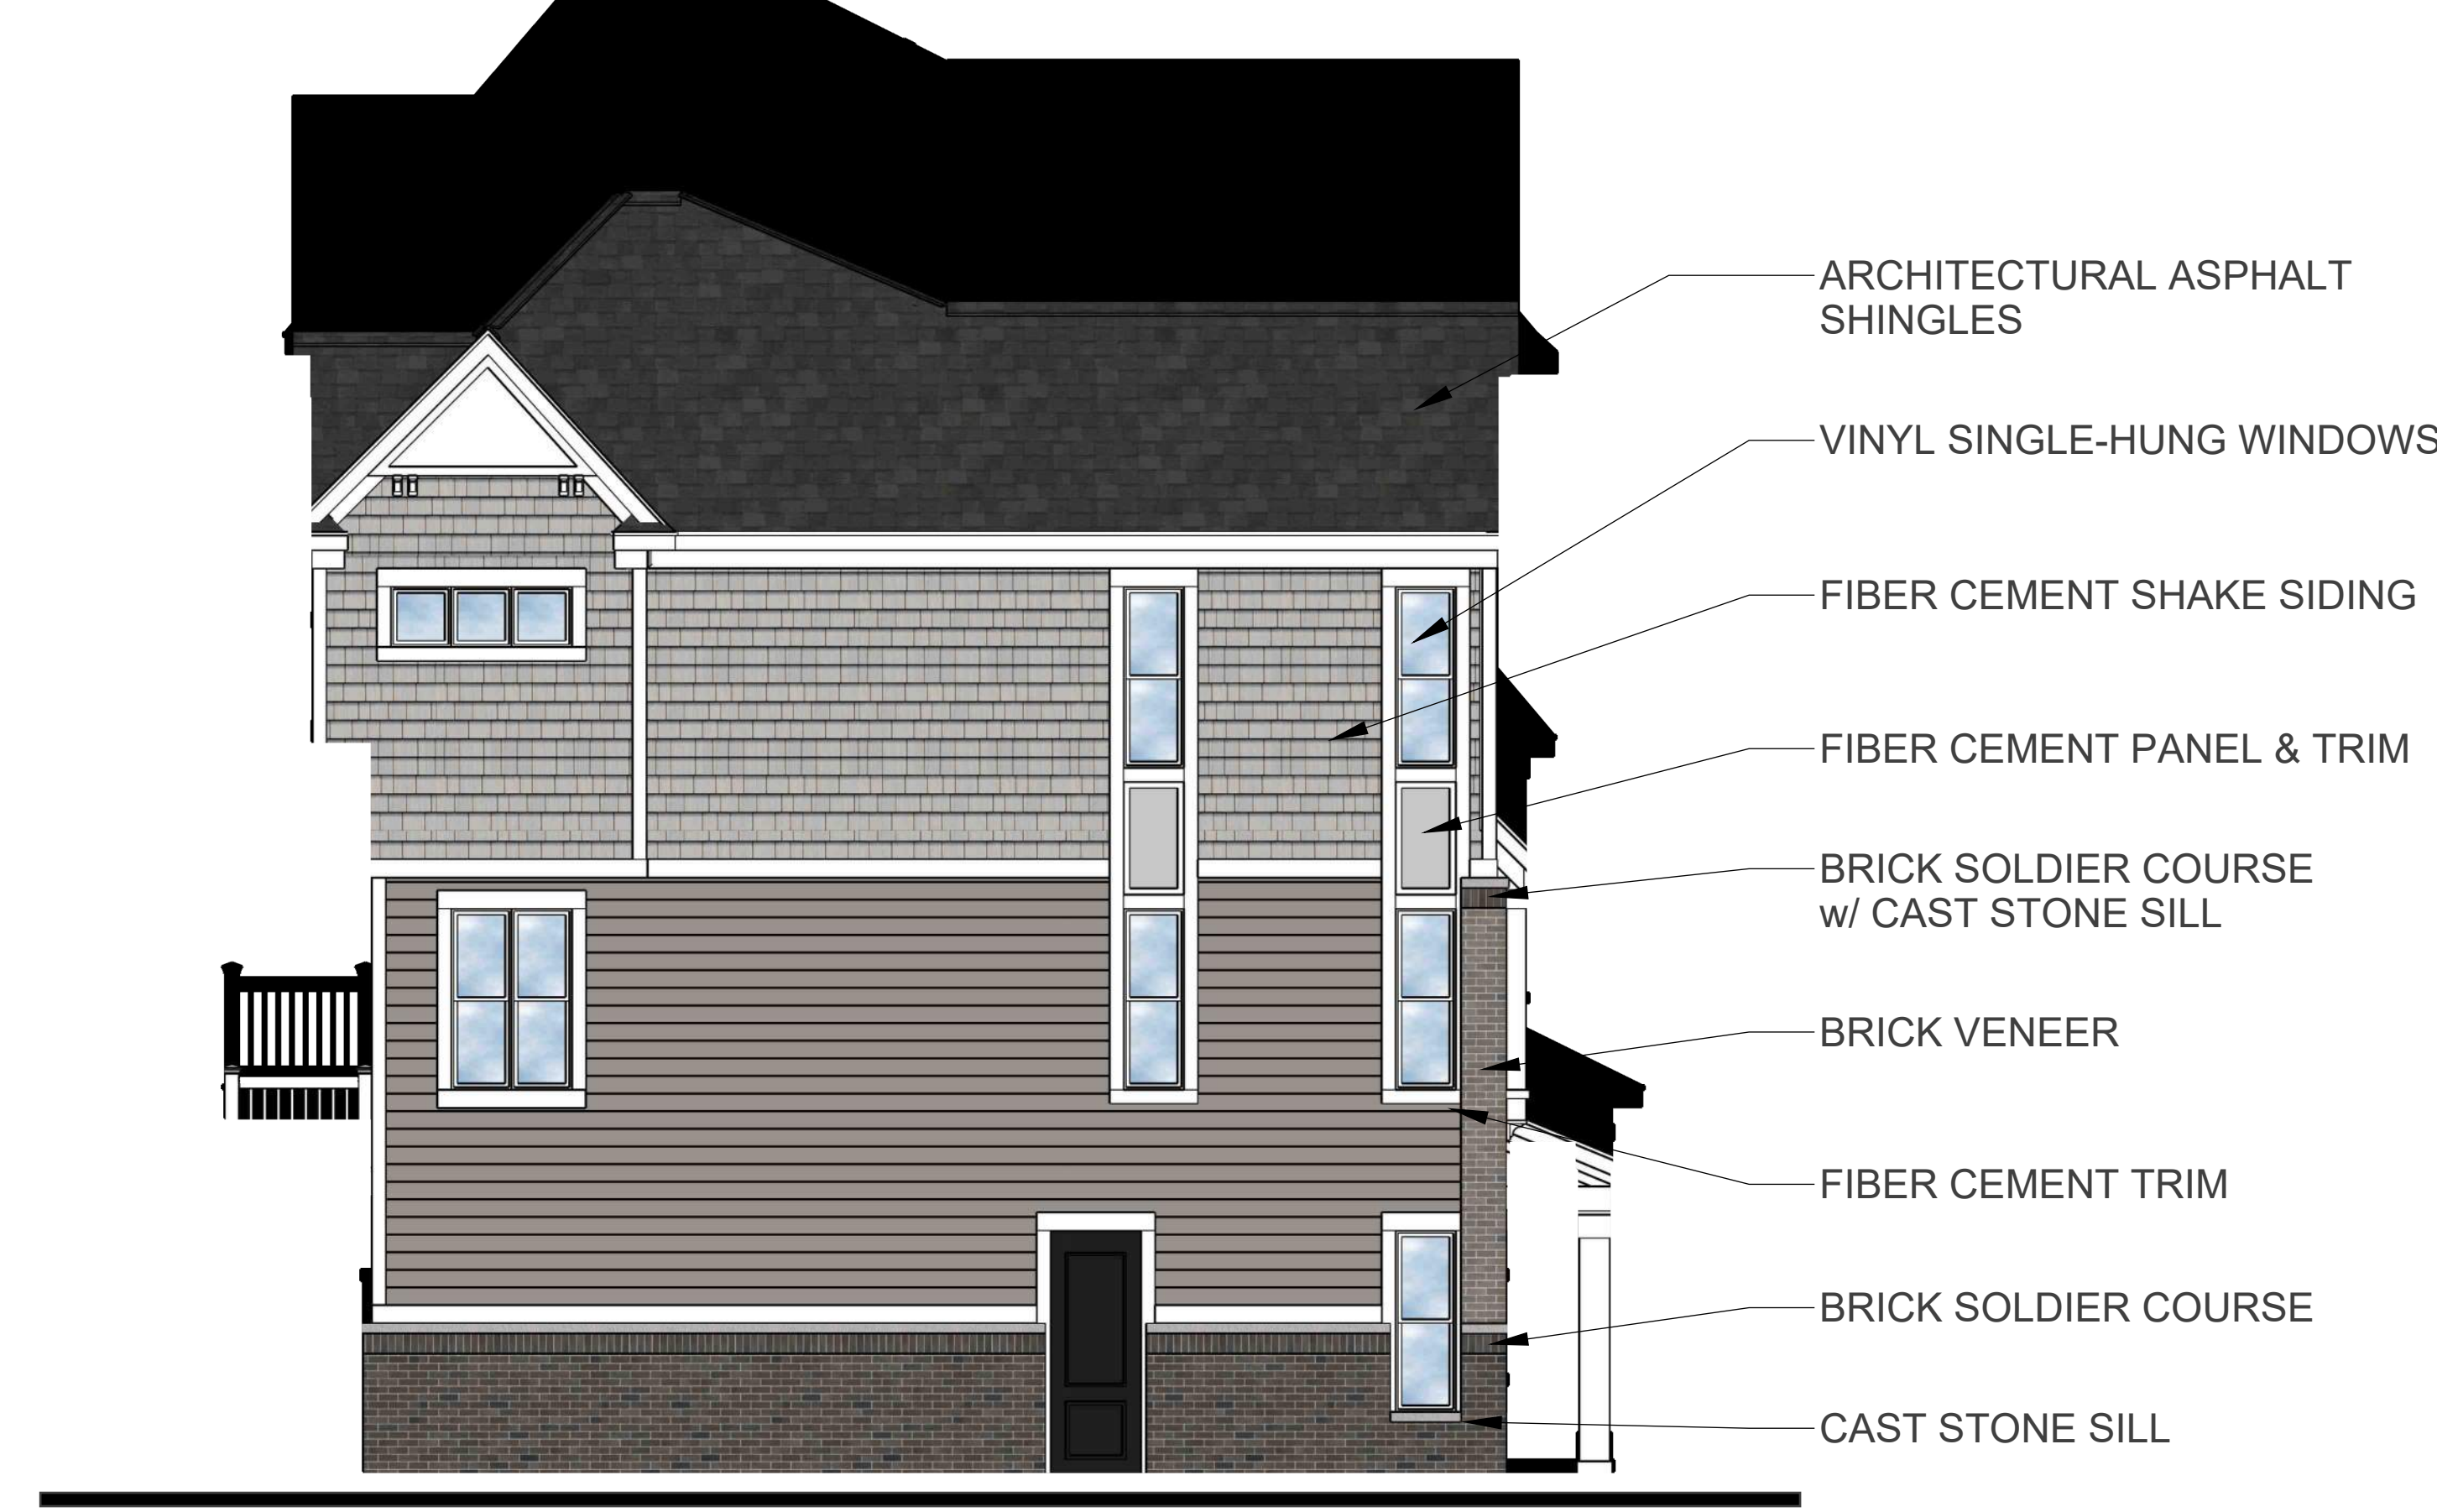 ARCHITECTURAL ASPHALT
SHINGLES
VINYL SINGLE-HUNG WINDOWS
FIBER CEMENT SHAKE SIDING
FIBER CEMENT PANEL & TRIM
BRICK SOLDIER COURSE
w/ CAST STONE SILL
BRICK VENEER
FIBER CEMENT TRIM
BRICK SOLDIER COURSE
CAST STONE SILL